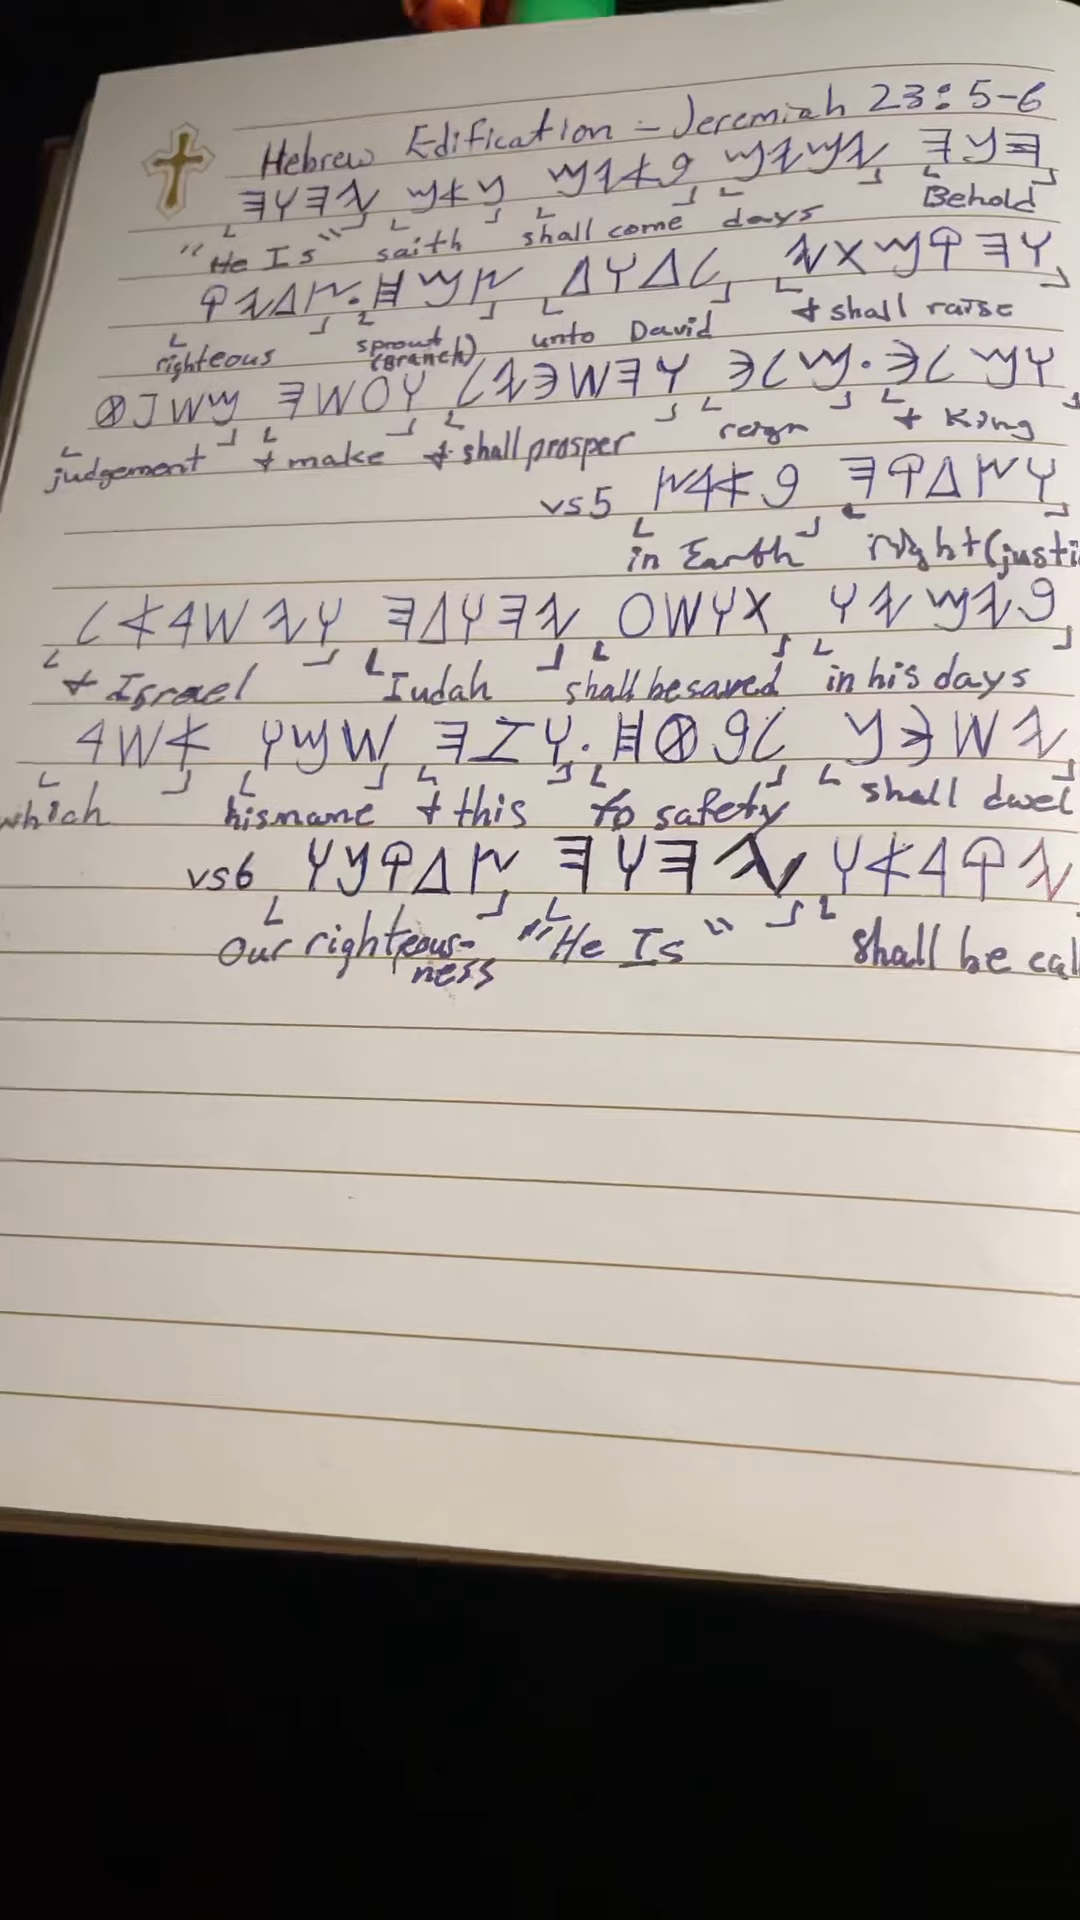 Hebrew Edification – Jeremiah 23:5-6
𐤄𐤍𐤄 𐤉𐤌𐤉𐤌 𐤁𐤀𐤉𐤌 𐤍𐤀𐤌 𐤉𐤄𐤅𐤄
"He Is" saith shall come days Behold
𐤅𐤄𐤒𐤌𐤕𐤉 𐤋𐤃𐤅𐤃 𐤑𐤌𐤇·𐤑𐤃𐤉𐤒
righteous sprout (BRANCH) unto David + shall raise
𐤅𐤌𐤋𐤊·𐤌𐤋𐤊 𐤅𐤄𐤔𐤊𐤉𐤋 𐤅𐤏𐤔𐤄 𐤌𐤔𐤐𐤈
judgement + make + shall prosper reign + King
𐤅𐤑𐤃𐤒𐤄 𐤁𐤀𐤓𐤑 vs5
in Earth right (justi
𐤁𐤉𐤌𐤉𐤅 𐤕𐤅𐤔𐤏 𐤉𐤄𐤅𐤃𐤄 𐤅𐤉𐤔𐤓𐤀𐤋
+ Israel Iudah shall be saved in his days
𐤉𐤔𐤊𐤍 𐤋𐤁𐤈𐤇·𐤅𐤆𐤄 𐤔𐤌𐤅 𐤀𐤔𐤓
which his name + this to safety shall dwel
𐤉𐤒𐤓𐤀𐤅 𐤉𐤄𐤅𐤄 𐤑𐤃𐤒𐤍𐤅 vs6
Our righteous-ness "He Is" shall be cal